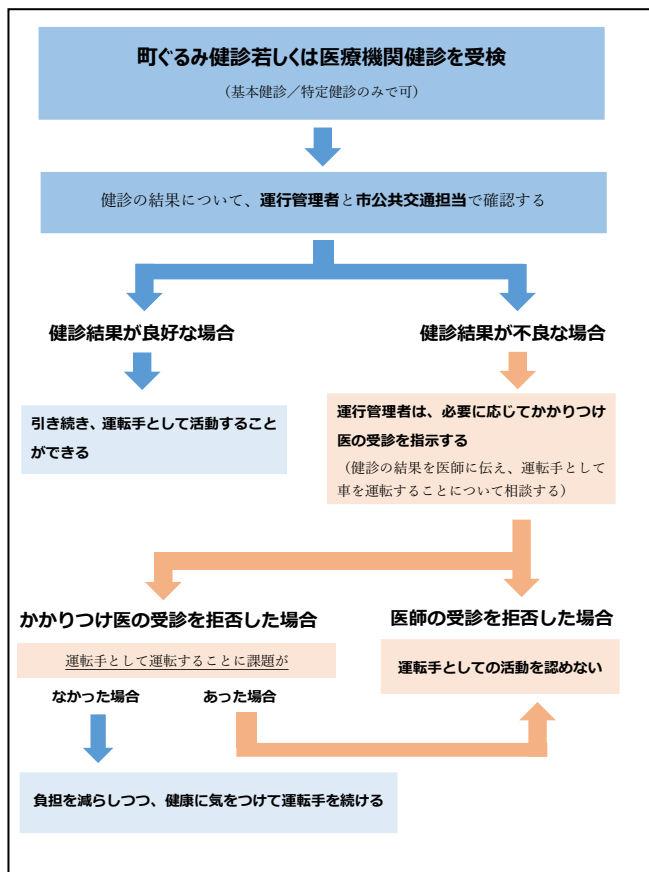 町ぐるみ健診若しくは医療機関健診を受検
（基本健診／特定健診のみで可）
健診の結果について、運行管理者と市公共交通担当で確認する
健診結果が良好な場合
健診結果が不良な場合
引き続き、運転手として活動すること
ができる
運行管理者は、必要に応じてかかりつけ
医の受診を指示する
（健診の結果を医師に伝え、運転手として
車を運転することについて相談する）
かかりつけ医の受診を拒否した場合
医師の受診を拒否した場合
運転手として運転することに課題が
運転手としての活動を認めない
なかった場合
あった場合
負担を減らしつつ、健康に気をつけて運転手を続ける